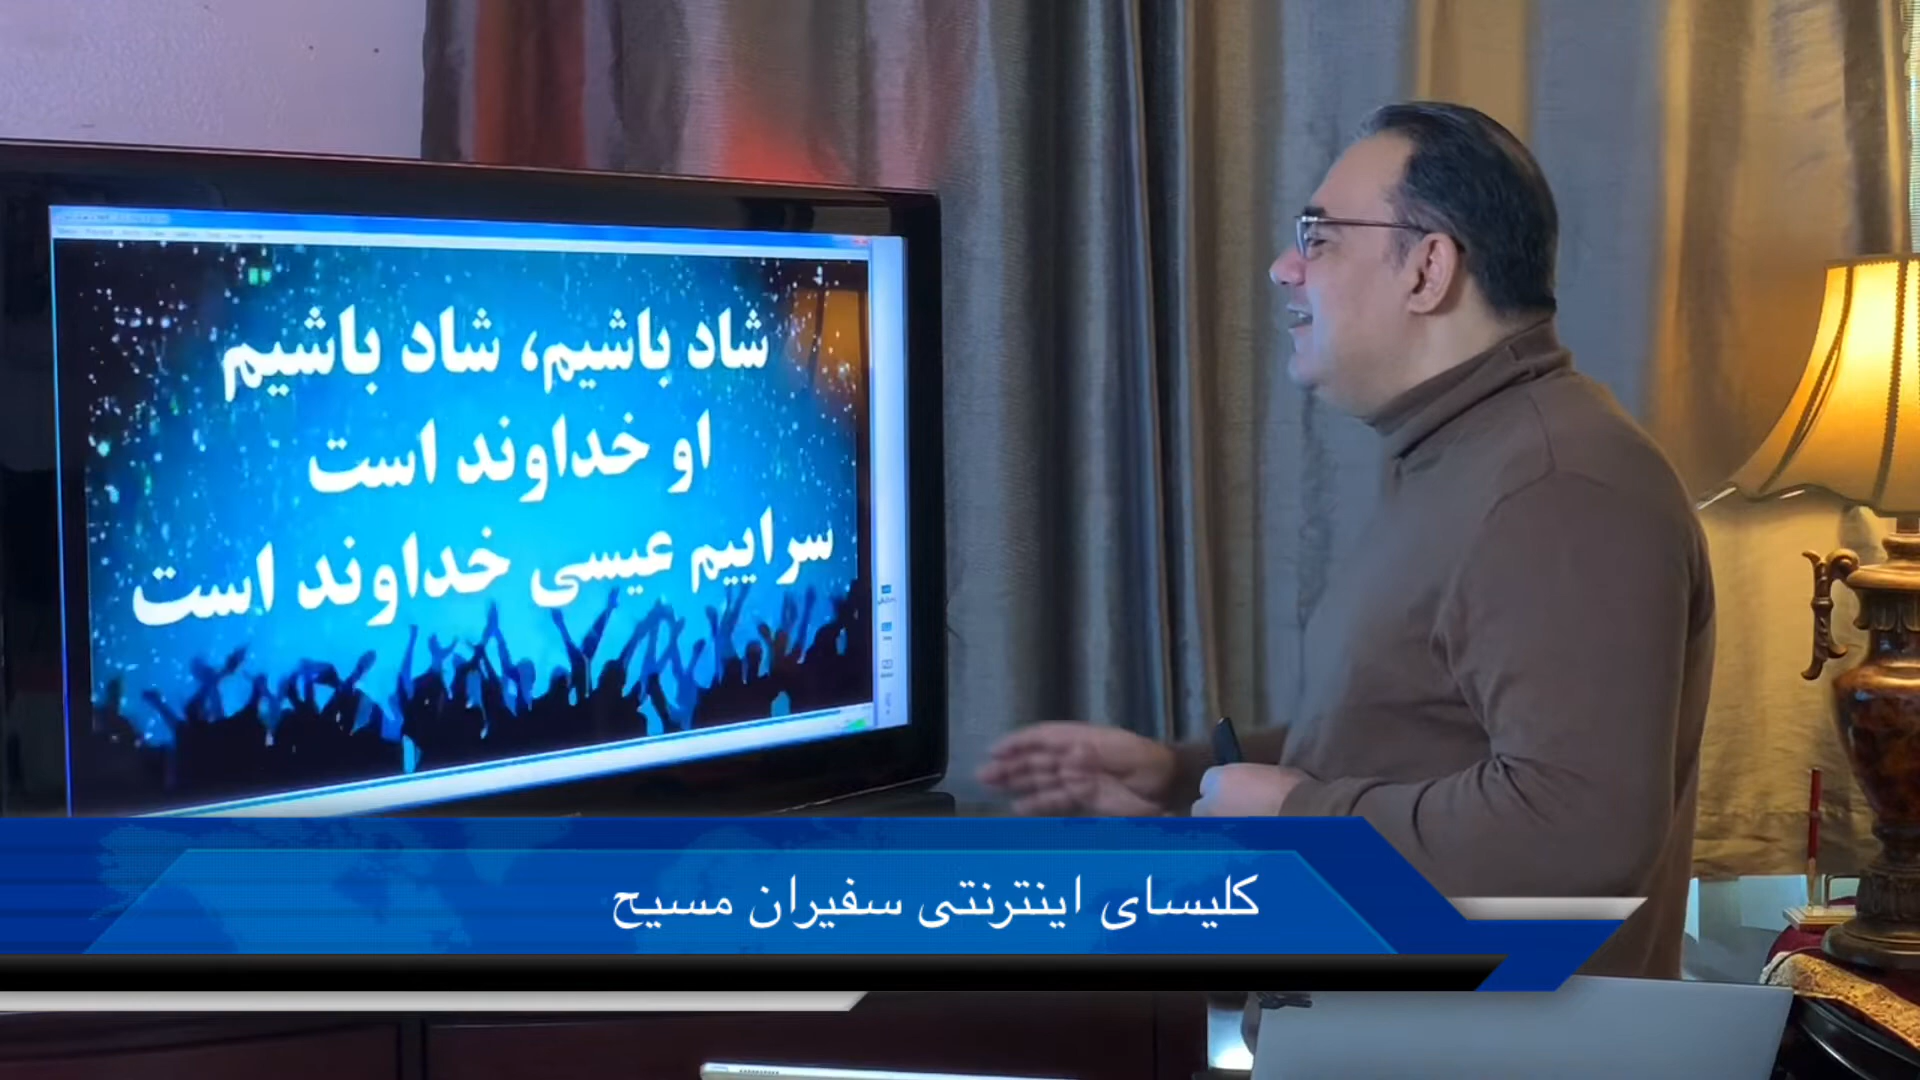 شاد باشیم، شاد باشیم
او خداوند است
سراییم عیسی خداوند است
کلیسای اینترنتی سفیران مسیح